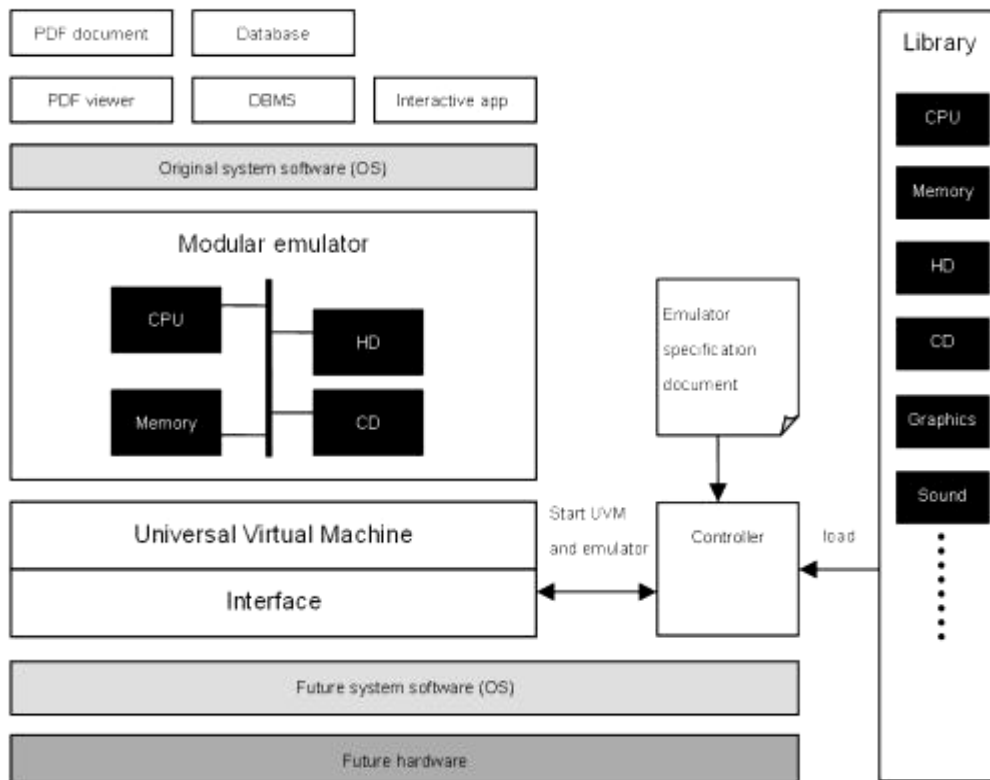 PDF document
Database
PDF viewer
DBMS
Interactive app
Original system software (OS)
Modular emulator
CPU
HD
Memory
CD
Universal Virtual Machine
Interface
Start UVM
and emulator
Emulator
specification
document
Controller
load
Library
CPU
Memory
HD
CD
Graphics
Sound
Future system software (OS)
Future hardware